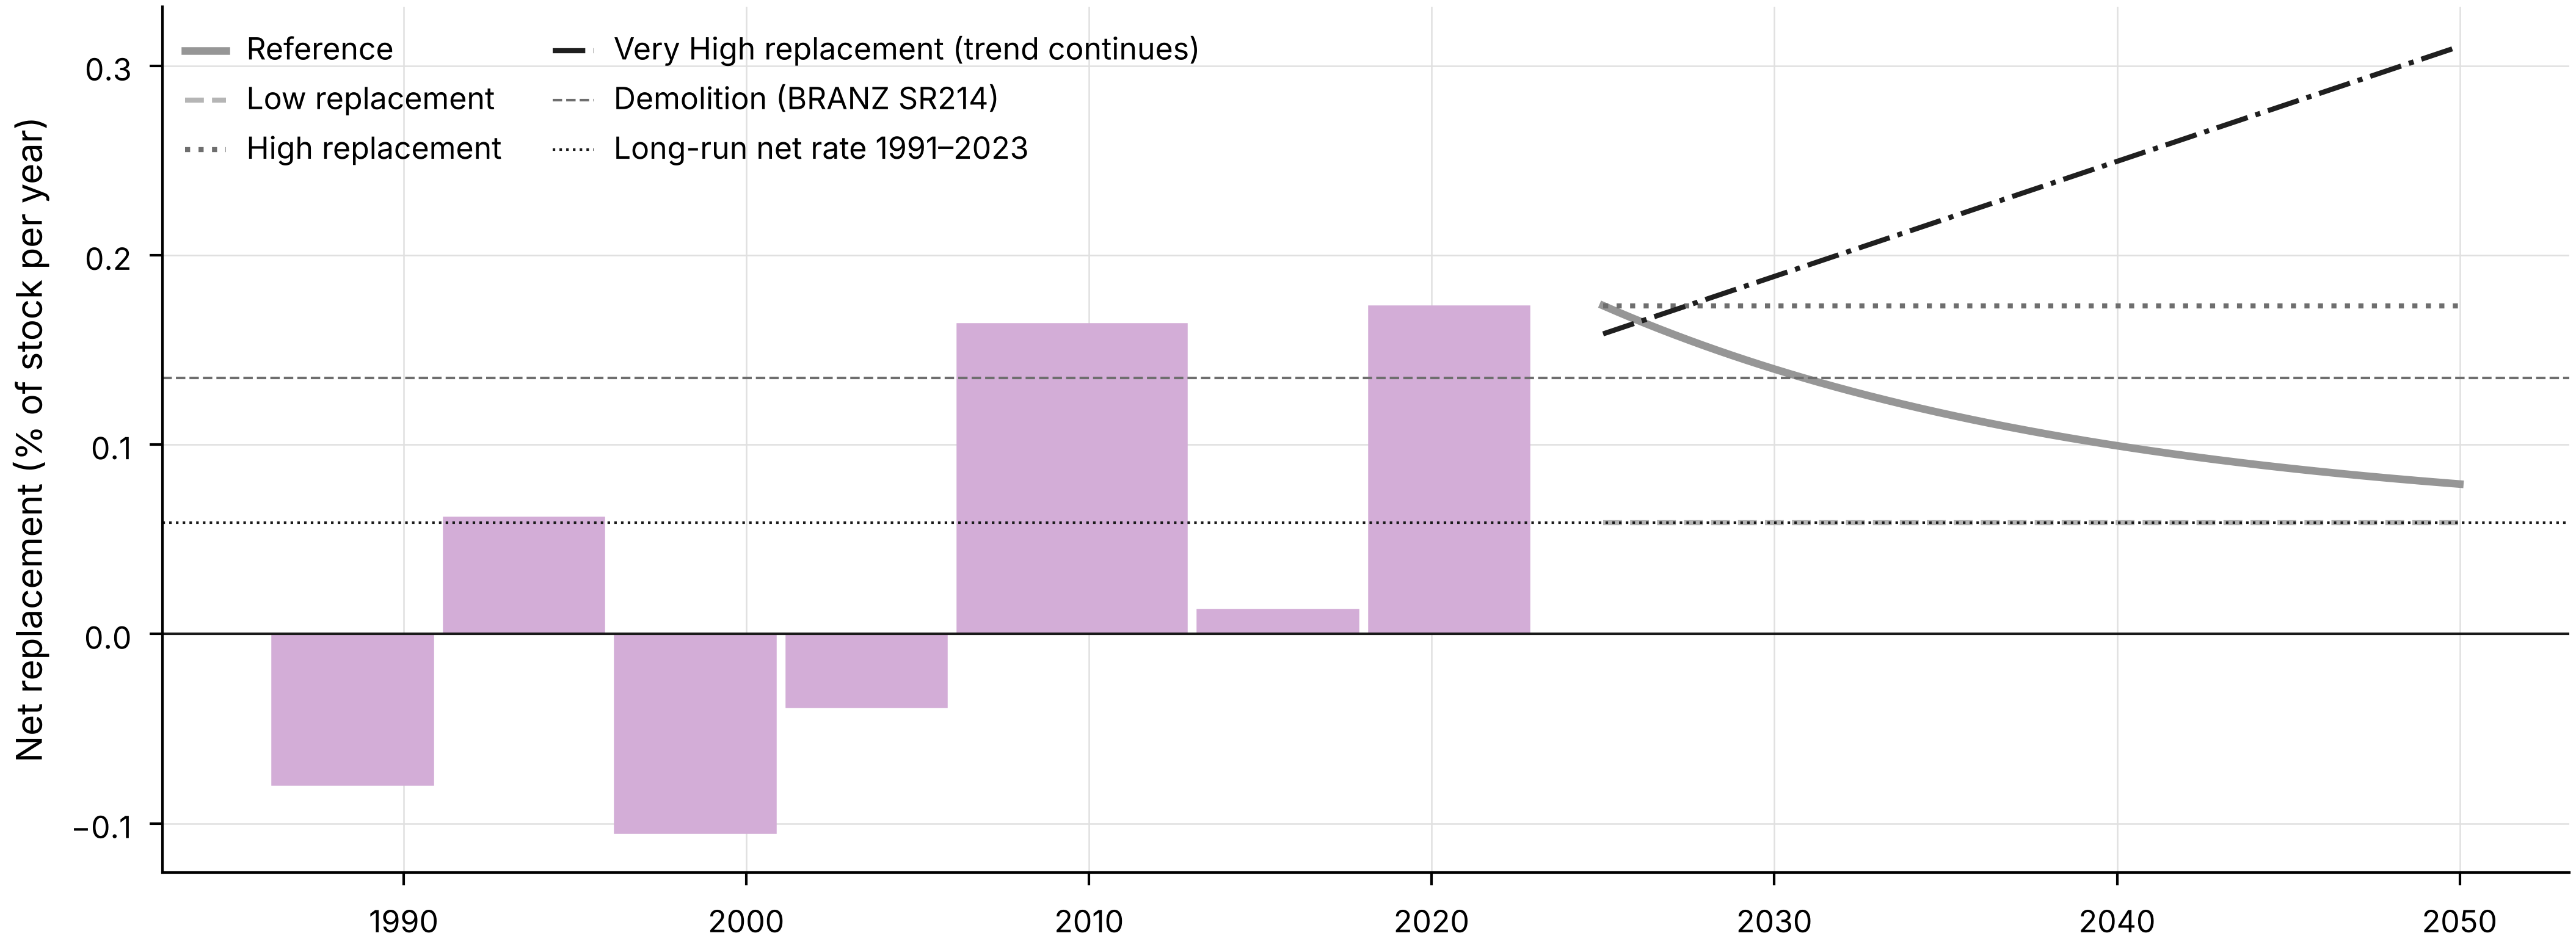 Net replacement (% of stock per year)
0.3
0.2
0.1
0.0
−0.1
Reference
Low replacement
High replacement
Very High replacement (trend continues)
Demolition (BRANZ SR214)
Long-run net rate 1991–2023
1990
2000
2010
2020
2030
2040
2050